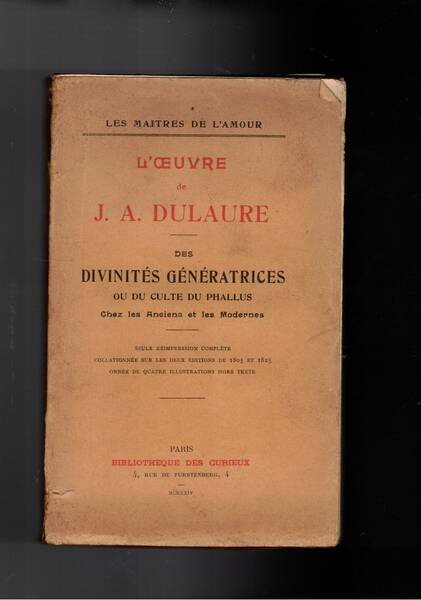 LES MAITRES DE L'AMOUR
L'ŒUVRE
de
J. A. DULAURE
DES
DIVINITÉS GÉNÉRATRICES
OU DU CULTE DU PHALLUS
Chez les Anciens et les Modernes
SEULE RÉIMPRESSION COMPLÈTE
COLLATIONNÉE SUR LES DEUX ÉDITIONS DE 1805 ET 1825
ORNÉE DE QUATRE ILLUSTRATIONS HORS TEXTE
PARIS
BIBLIOTHÈQUE DES CURIEUX
4, RUE DE FURSTENBERG, 4
MCMXXIV